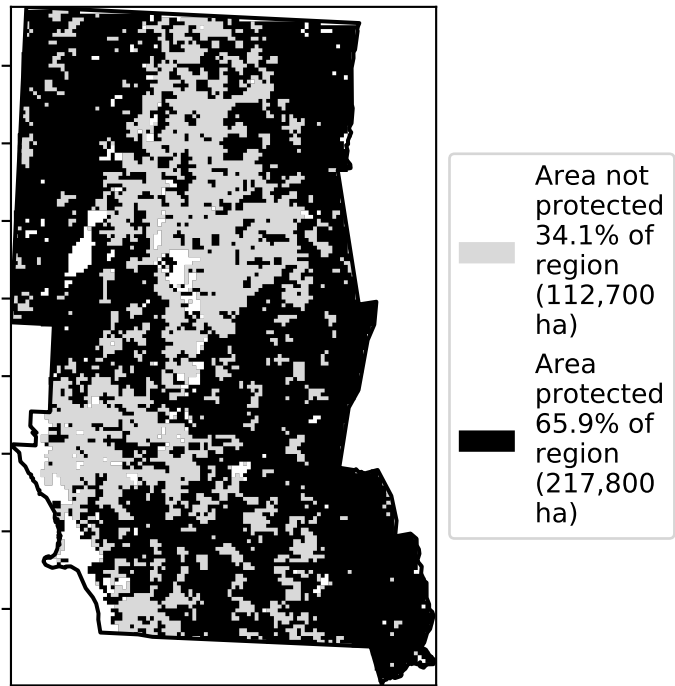 Area not
protected
34.1% of
region
(112,700
ha)
Area
protected
65.9% of
region
(217,800
ha)